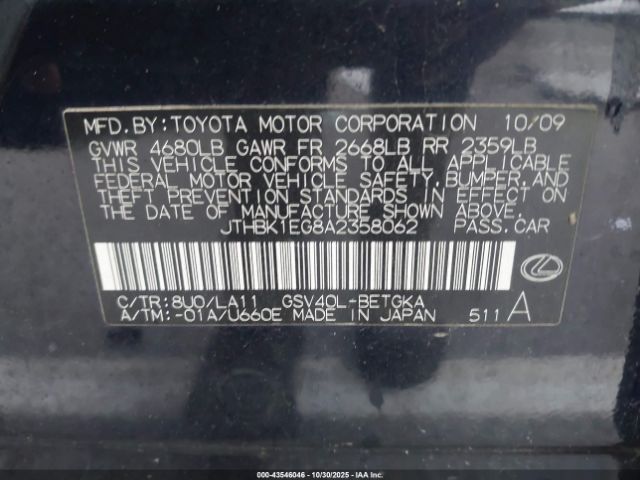 MFD. BY: TOYOTA MOTOR CORPORATION 10/09
GVWR 4680LB GAWR FR 2668LB RR 2359LB
THIS VEHICLE CONFORMS TO ALL APPLICABLE
FEDERAL MOTOR VEHICLE SAFETY, BUMPER, AND
THEFT PREVENTION STANDARDS IN EFFECT ON
THE DATE OF MANUFACTURE SHOWN ABOVE.
JTHBK1EG8A2358062 PASS. CAR
C/TR:8U0/LA11 GSV40L-BETGKA
A/TM:-01A/U660E MADE IN JAPAN 511 A
000-43546046 - 10/30/2025 - COPYRIGHT IAA, INC.